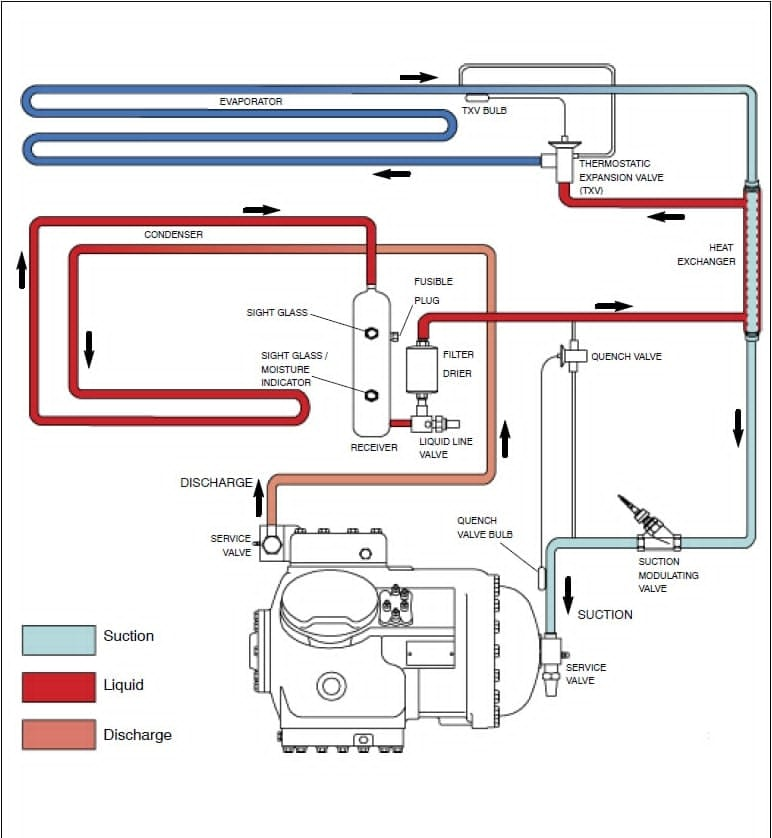 EVAPORATOR
TXV BULB
THERMOSTATIC
EXPANSION VALVE
(TXV)
CONDENSER
HEAT
EXCHANGER
FUSIBLE
PLUG
SIGHT GLASS
SIGHT GLASS /
MOISTURE
INDICATOR
FILTER
DRIER
QUENCH VALVE
RECEIVER
LIQUID LINE
VALVE
DISCHARGE
SERVICE
VALVE
QUENCH
VALVE BULB
SUCTION
MODULATING
VALVE
SUCTION
SERVICE
VALVE
Suction
Liquid
Discharge